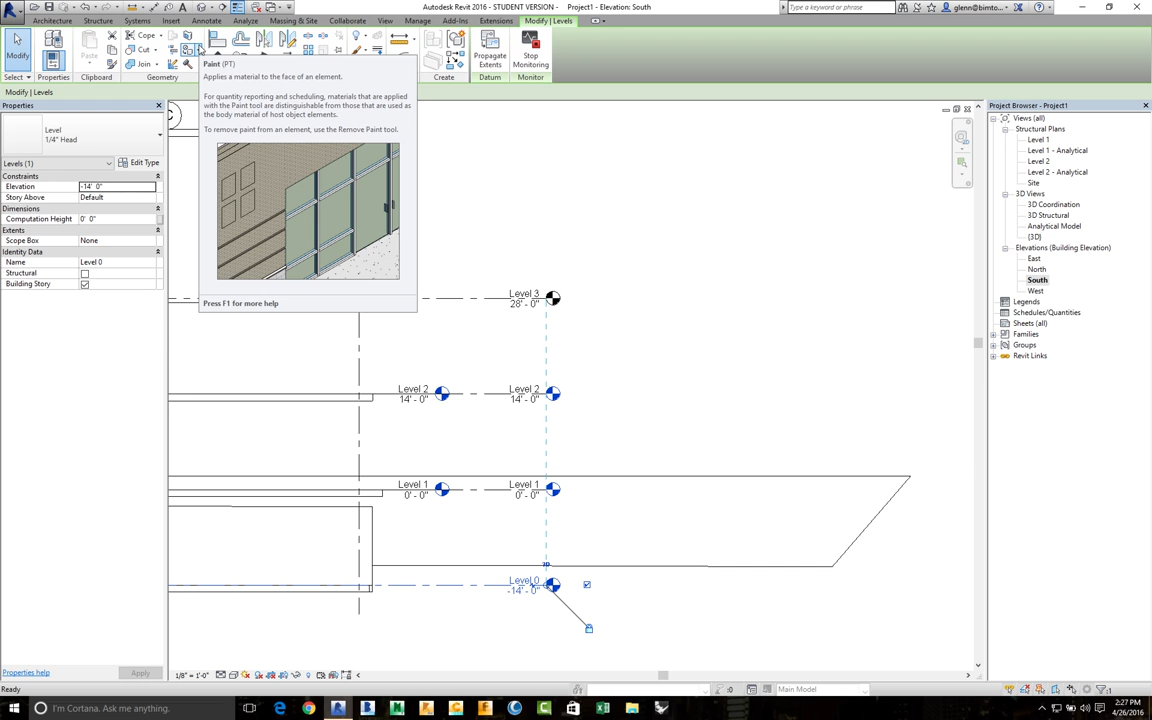 Autodesk Revit 2016 - STUDENT VERSION - Project1 - Elevation: South
Type a keyword or phrase
glenn@bimto...
Architecture Structure Systems Insert Annotate Analyze Massing & Site Collaborate View Manage Add-Ins Extensions Modify | Levels
Modify
Paste
Cope
Cut
Join
Propagate Extents
Stop Monitoring
Select Properties Clipboard Geometry Create Datum Monitor
Modify | Levels
Properties
Level
1/4" Head
Levels (1)
Edit Type
Constraints
Elevation -14' 0"
Story Above Default
Dimensions
Computation Height 0' 0"
Extents
Scope Box None
Identity Data
Name Level 0
Structural
Building Story
Properties help
Apply
Paint (PT)
Applies a material to the face of an element.
For quantity reporting and scheduling, materials that are applied
with the Paint tool are distinguishable from those that are used as
the body material of host object elements.
To remove paint from an element, use the Remove Paint tool.
Press F1 for more help
C
Level 3
28' - 0"
Level 2
14' - 0"
Level 2
14' - 0"
Level 1
0' - 0"
Level 1
0' - 0"
3D
Level 0
-14' - 0"
Project Browser - Project1
Views (all)
Structural Plans
Level 1
Level 1 - Analytical
Level 2
Level 2 - Analytical
Site
3D Views
3D Coordination
3D Structural
Analytical Model
{3D}
Elevations (Building Elevation)
East
North
South
West
Legends
Schedules/Quantities
Sheets (all)
Families
Groups
Revit Links
1/8" = 1'-0"
Ready
:0
Main Model
:1
I'm Cortana. Ask me anything.
2:27 PM
4/26/2016